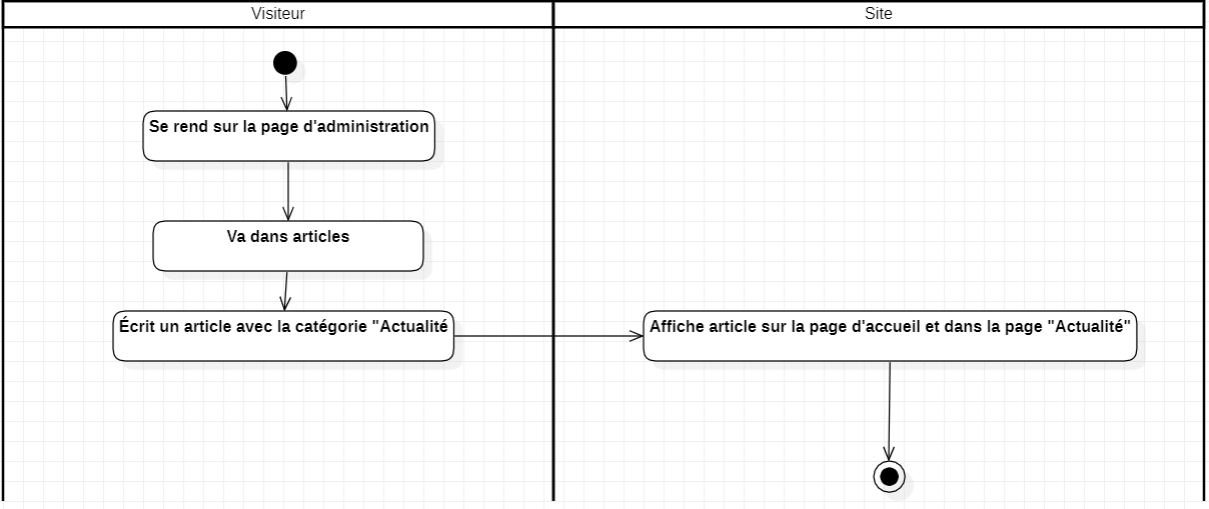 Visiteur
Site
Se rend sur la page d'administration
Va dans articles
Écrit un article avec la catégorie "Actualité
Affiche article sur la page d'accueil et dans la page "Actualité"